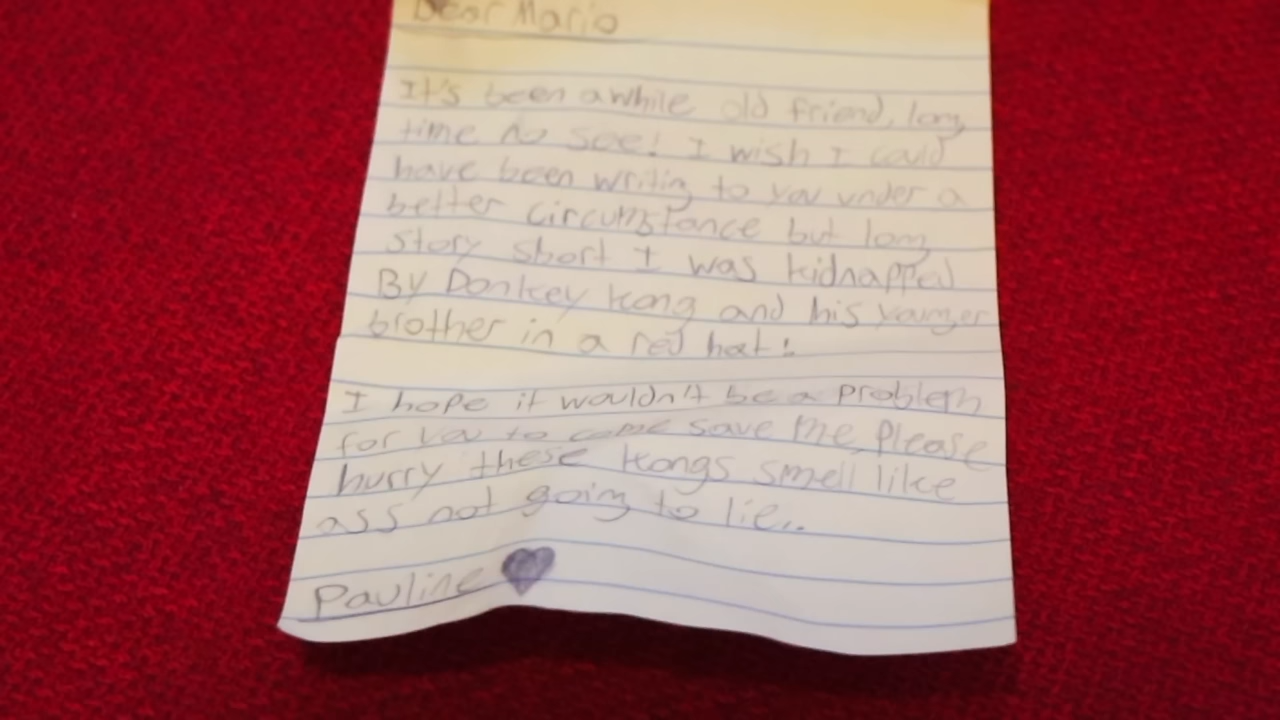 Dear Mario
It's been awhile old friend, long
time no see! I wish I could
have been writing to you under a
better circumstance but long
story short I was kidnapped
By Donkey Kong and his younger
brother in a red hat!
I hope it wouldn't be a problem
for you to come save me, please
hurry these Kongs smell like
ass not going to lie..
Pauline